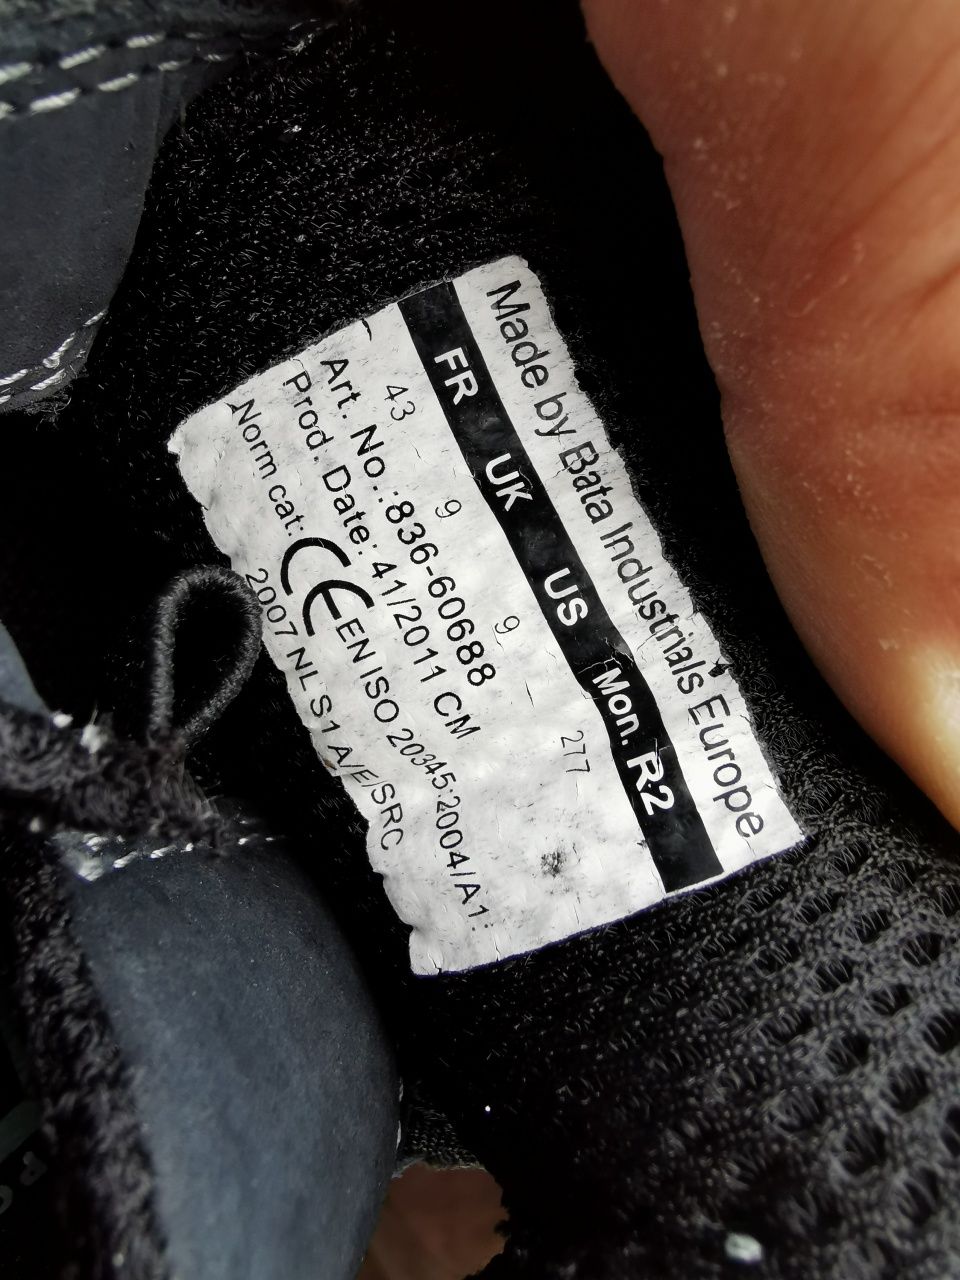 Made by Bata Industrials Europe
FR UK US Mon. R2
43 9 9 277
Art. No.:836-60688
Prod. Date: 41/2011 CM
Norm cat: CE EN ISO 20345:2004/A1:
2007 NL S1 A/E/SRC